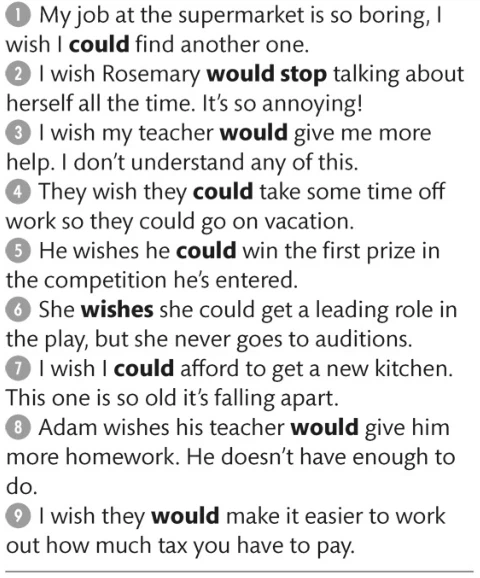 1 My job at the supermarket is so boring, I
wish I could find another one.
2 I wish Rosemary would stop talking about
herself all the time. It's so annoying!
3 I wish my teacher would give me more
help. I don't understand any of this.
4 They wish they could take some time off
work so they could go on vacation.
5 He wishes he could win the first prize in
the competition he's entered.
6 She wishes she could get a leading role in
the play, but she never goes to auditions.
7 I wish I could afford to get a new kitchen.
This one is so old it's falling apart.
8 Adam wishes his teacher would give him
more homework. He doesn't have enough to
do.
9 I wish they would make it easier to work
out how much tax you have to pay.